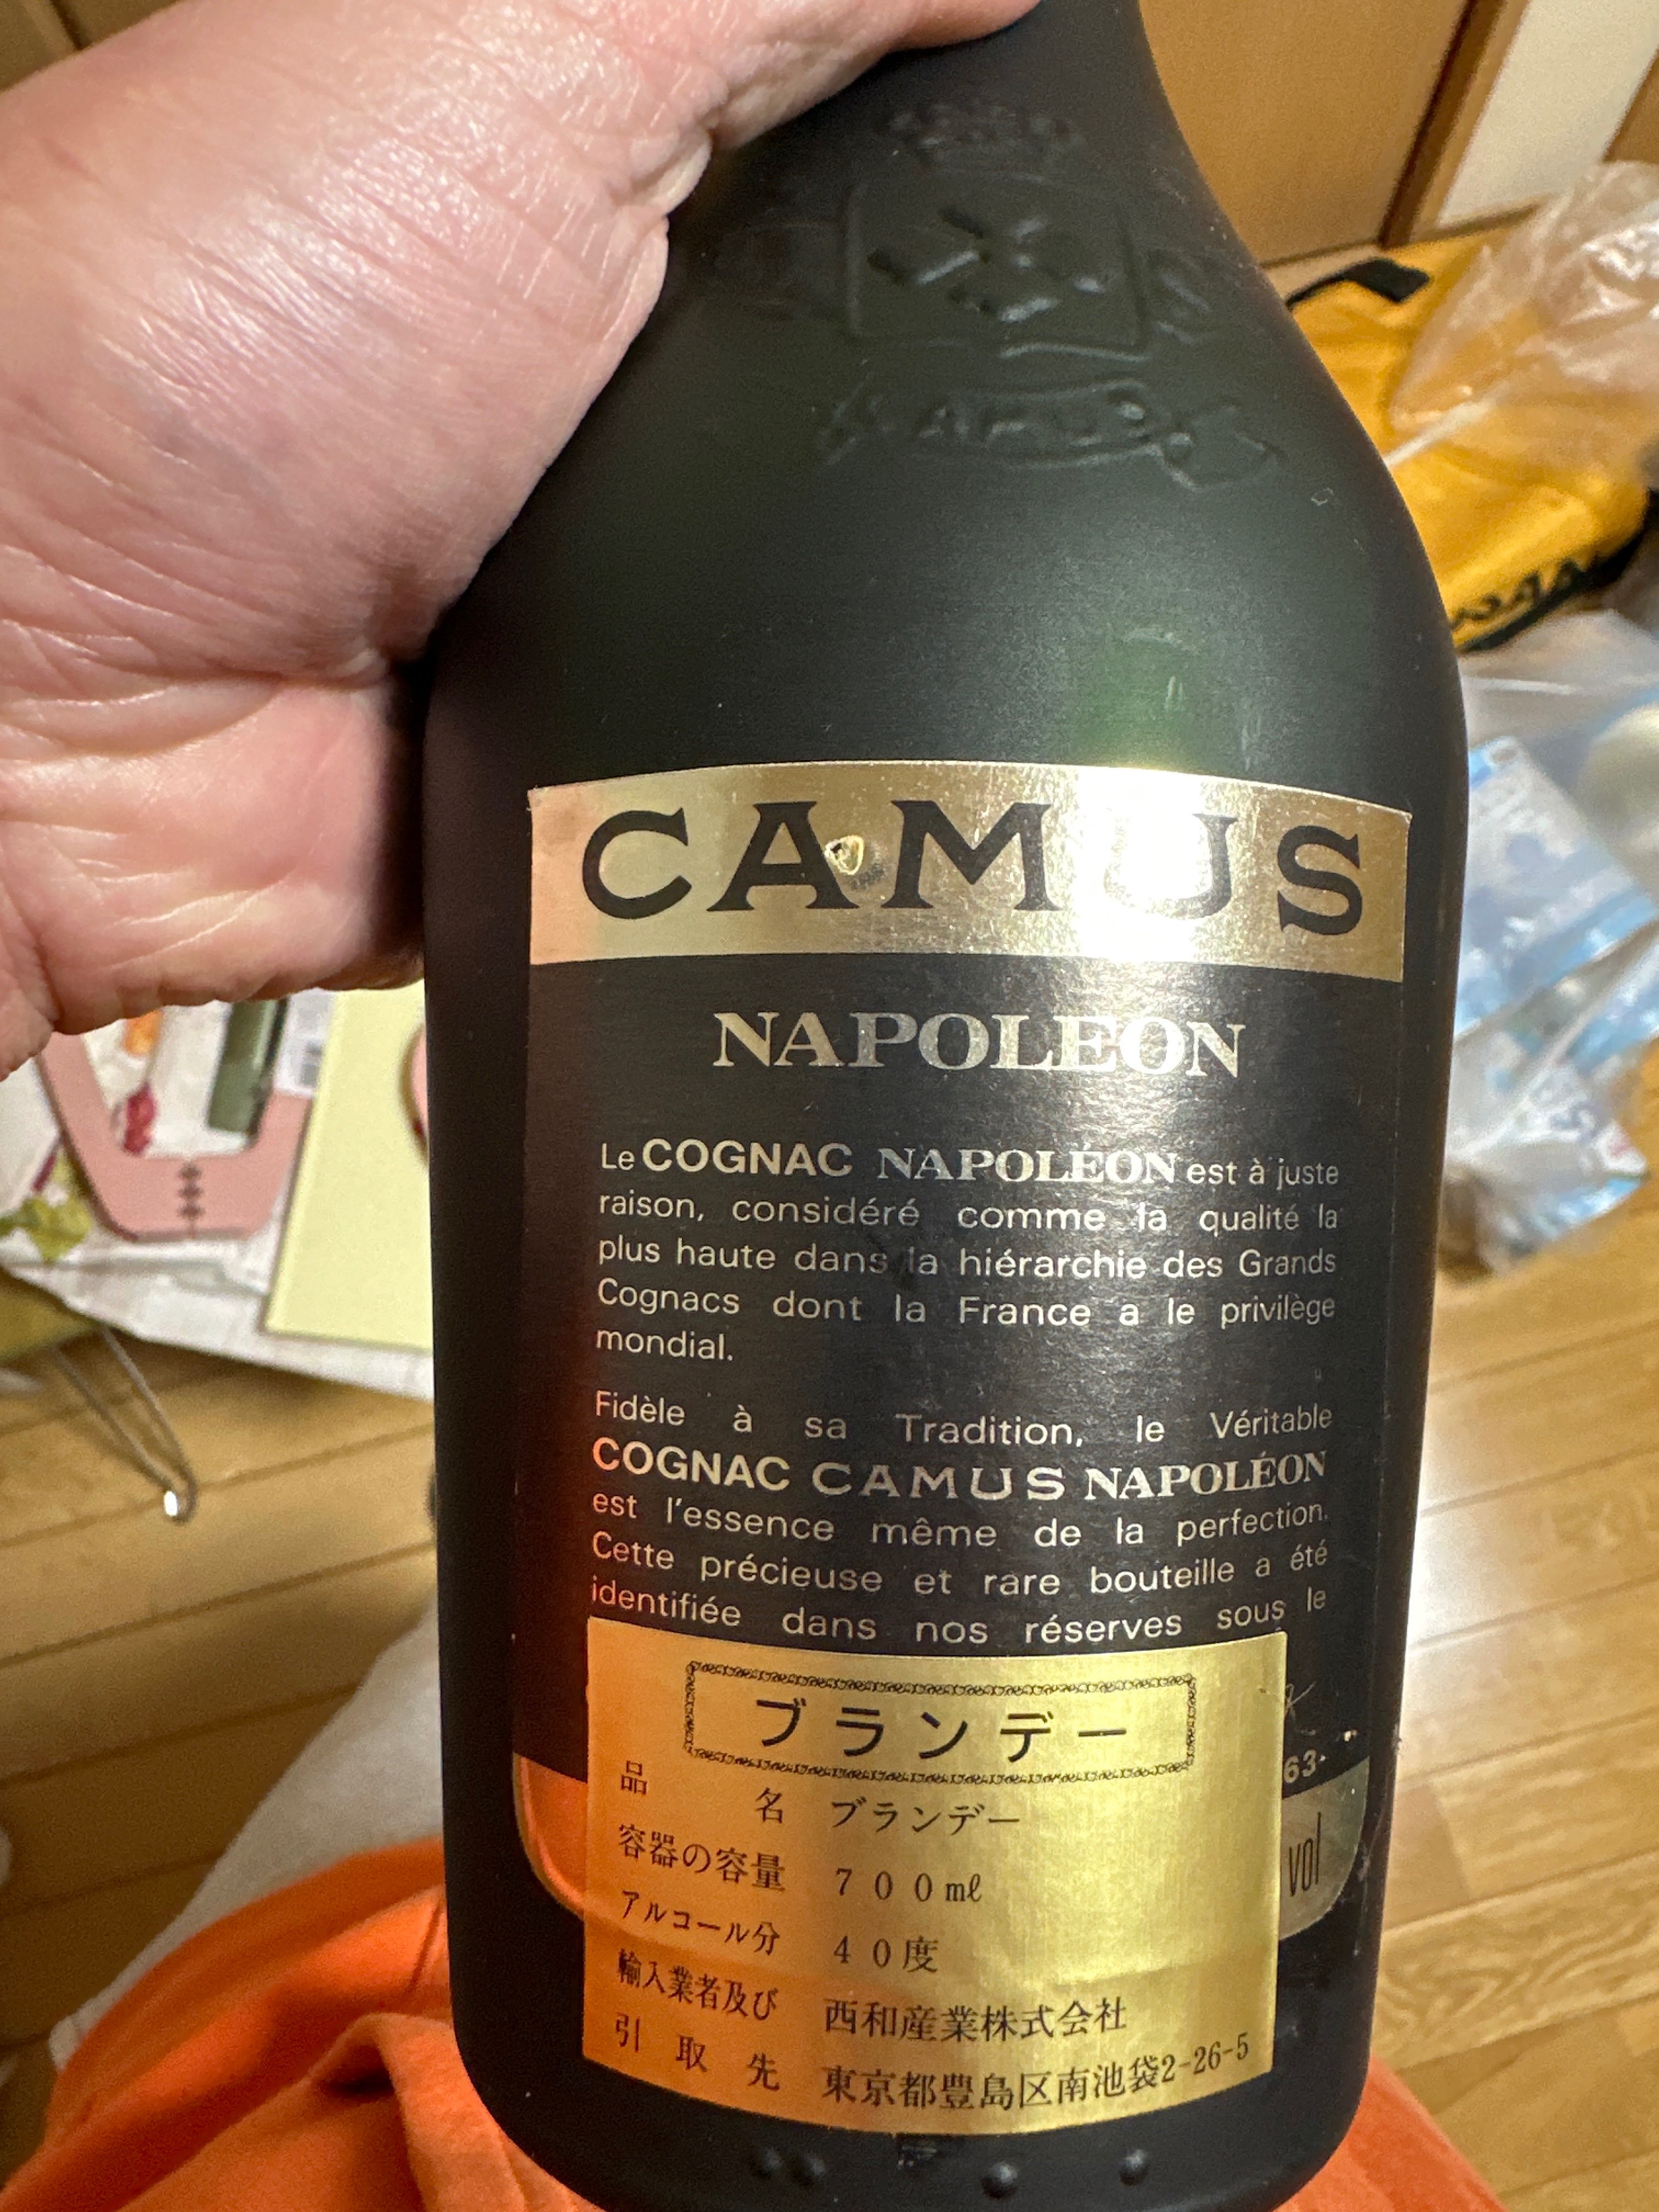 CAMUS
NAPOLEON
Le COGNAC NAPOLÉON est à juste
raison, considéré comme la qualité la
plus haute dans la hiérarchie des Grands
Cognacs dont la France a le privilège
mondial.
Fidèle à sa Tradition, le Véritable
COGNAC CAMUS NAPOLÉON
est l'essence même de la perfection.
Cette précieuse et rare bouteille a été
identifiée dans nos réserves sous le
63-
vol
ブランデー
品名 ブランデー
容器の容量 700mℓ
アルコール分 40度
輸入業者及び 西和産業株式会社
引取先 東京都豊島区南池袋2-26-5